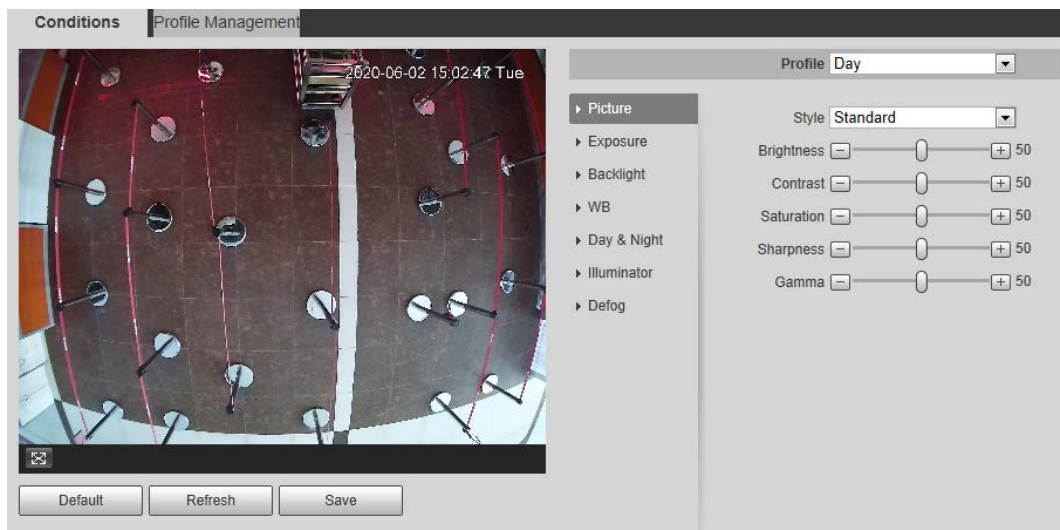 Conditions Profile Management
2020-06-02 15:02:47 Tue
Profile Day
Picture
Exposure
Backlight
WB
Day & Night
Illuminator
Defog
Style Standard
Brightness 50
Contrast 50
Saturation 50
Sharpness 50
Gamma 50
Default Refresh Save